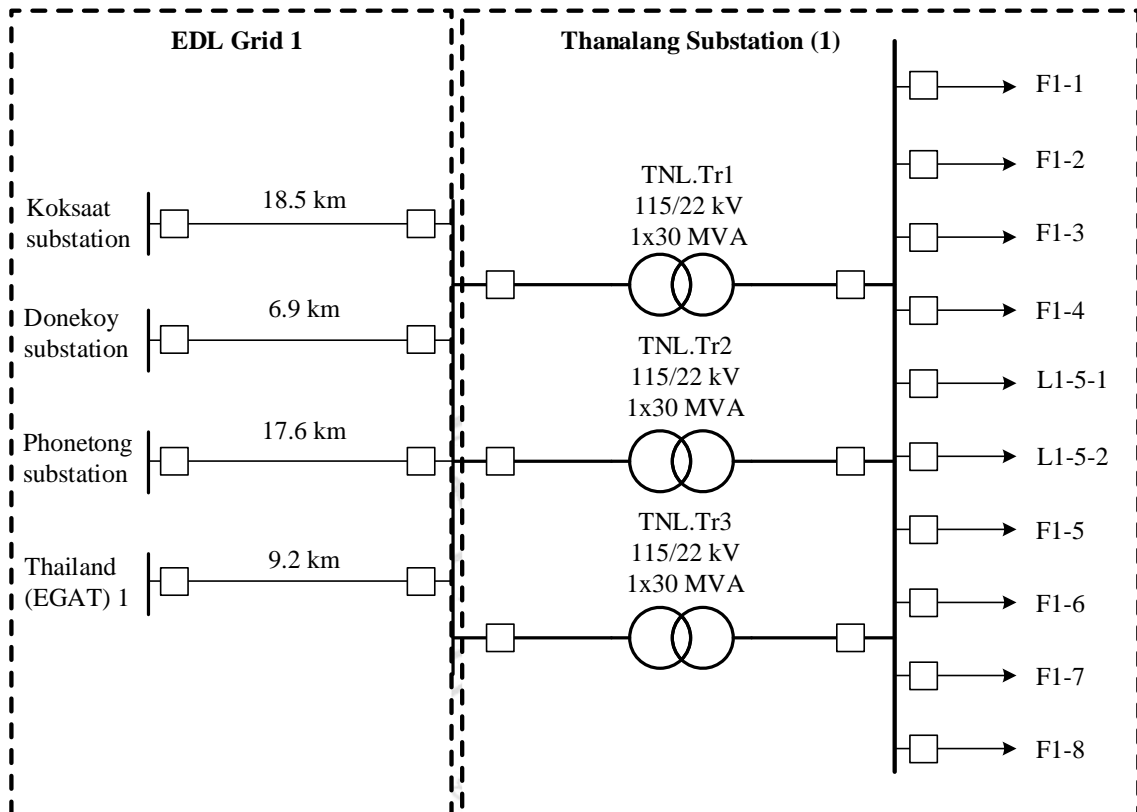 EDL Grid 1
Thanalang Substation (1)
Koksaat
substation
18.5 km
Donekoy
substation
6.9 km
Phonetong
substation
17.6 km
Thailand
(EGAT) 1
9.2 km
TNL.Tr1
115/22 kV
1x30 MVA
TNL.Tr2
115/22 kV
1x30 MVA
TNL.Tr3
115/22 kV
1x30 MVA
F1-1
F1-2
F1-3
F1-4
L1-5-1
L1-5-2
F1-5
F1-6
F1-7
F1-8